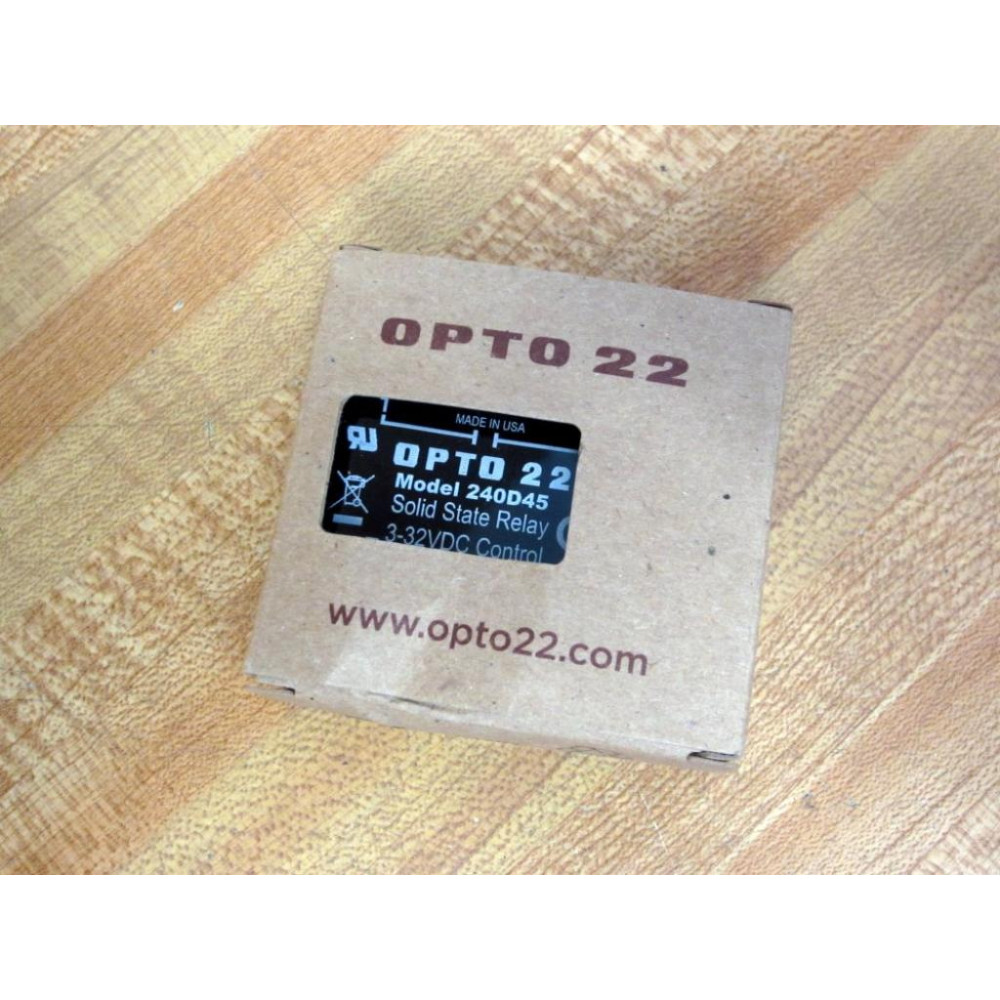 OPTO 22
MADE IN USA
OPTO 22
Model 240D45
Solid State Relay
3-32VDC Control
www.opto22.com